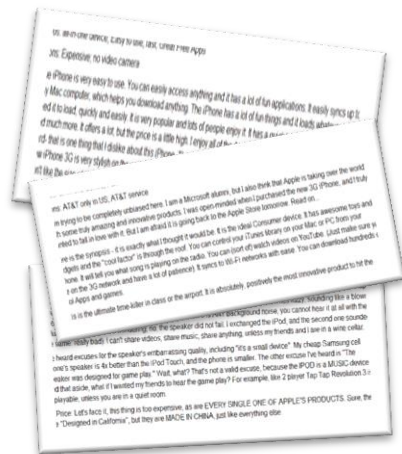 os: all-in-one device, Easy to use, fast, Great Free Apps
ons: Expensive, no video camera
e iPhone is very easy to use. You can easily access anything and it has a lot of fun applications. It easily syncs up to
y Mac computer, which helps you download anything. The iPhone has a lot of fun things and it loads
ed it to load, quickly and easily. It is very popular and lots of people enjoy it.
d much more. It offers a lot, but the price is a little high. I enjoy all of
rd- that is one thing that I dislike about this iPhone.
w iPhone 3G is very stylish on
t like the
ons: AT&T only in US, AT&T service
m trying to be completely unbiased here. I am a Microsoft alumni, but I also think that Apple is taking over the world
th some truly amazing and innovative products. I was open-minded when I purchased the new 3G iPhone, and I truly
nted to fall in love with it. But I am afraid it is going back to the Apple Store tomorrow. Read on...
re is the synopsis - it is exactly what I thought it would be. It is the ideal Consumer device. It has awesome toys and
dgets and the "cool factor" is through the roof. You can control your iTunes library on your Mac or PC from your
hone. It will tell you what song is playing on the radio. You can (sort of) watch videos on YouTube. (Just make sure yo
r on the 3G network and have a lot of patience). It syncs to Wi-Fi networks with ease. You can download hundreds o
ol Apps and games.
is is the ultimate time-killer in class or the airport. It is absolutely, positively the most innovative product to hit the
Sounding like a blow
the speaker did not fail. I exchanged the iPod, and the second one sounde
really bad) I can't share videos, share music, share anything, unless my friends and I are in a wine cellar.
heard excuses for the speaker's embarrassing quality, including "it's a small device" My cheap Samsung cell
one's speaker is 4x better than the iPod Touch, and the phone is smaller. The other excuse I've heard is "The
eaker was designed for game play." Wait, what? That's not a valid excuse, because the IPOD is a MUSIC device
d that aside, what if I wanted my friends to hear the game play? For example, like 2 player Tap Tap Revolution 3
playable, unless you are in a quiet room.
Price. Let's face it, this thing is too expensive, as are EVERY SINGLE ONE OF APPLE'S PRODUCTS. Sure, the
e "Designed in California", but they are MADE IN CHINA, just like everything else.